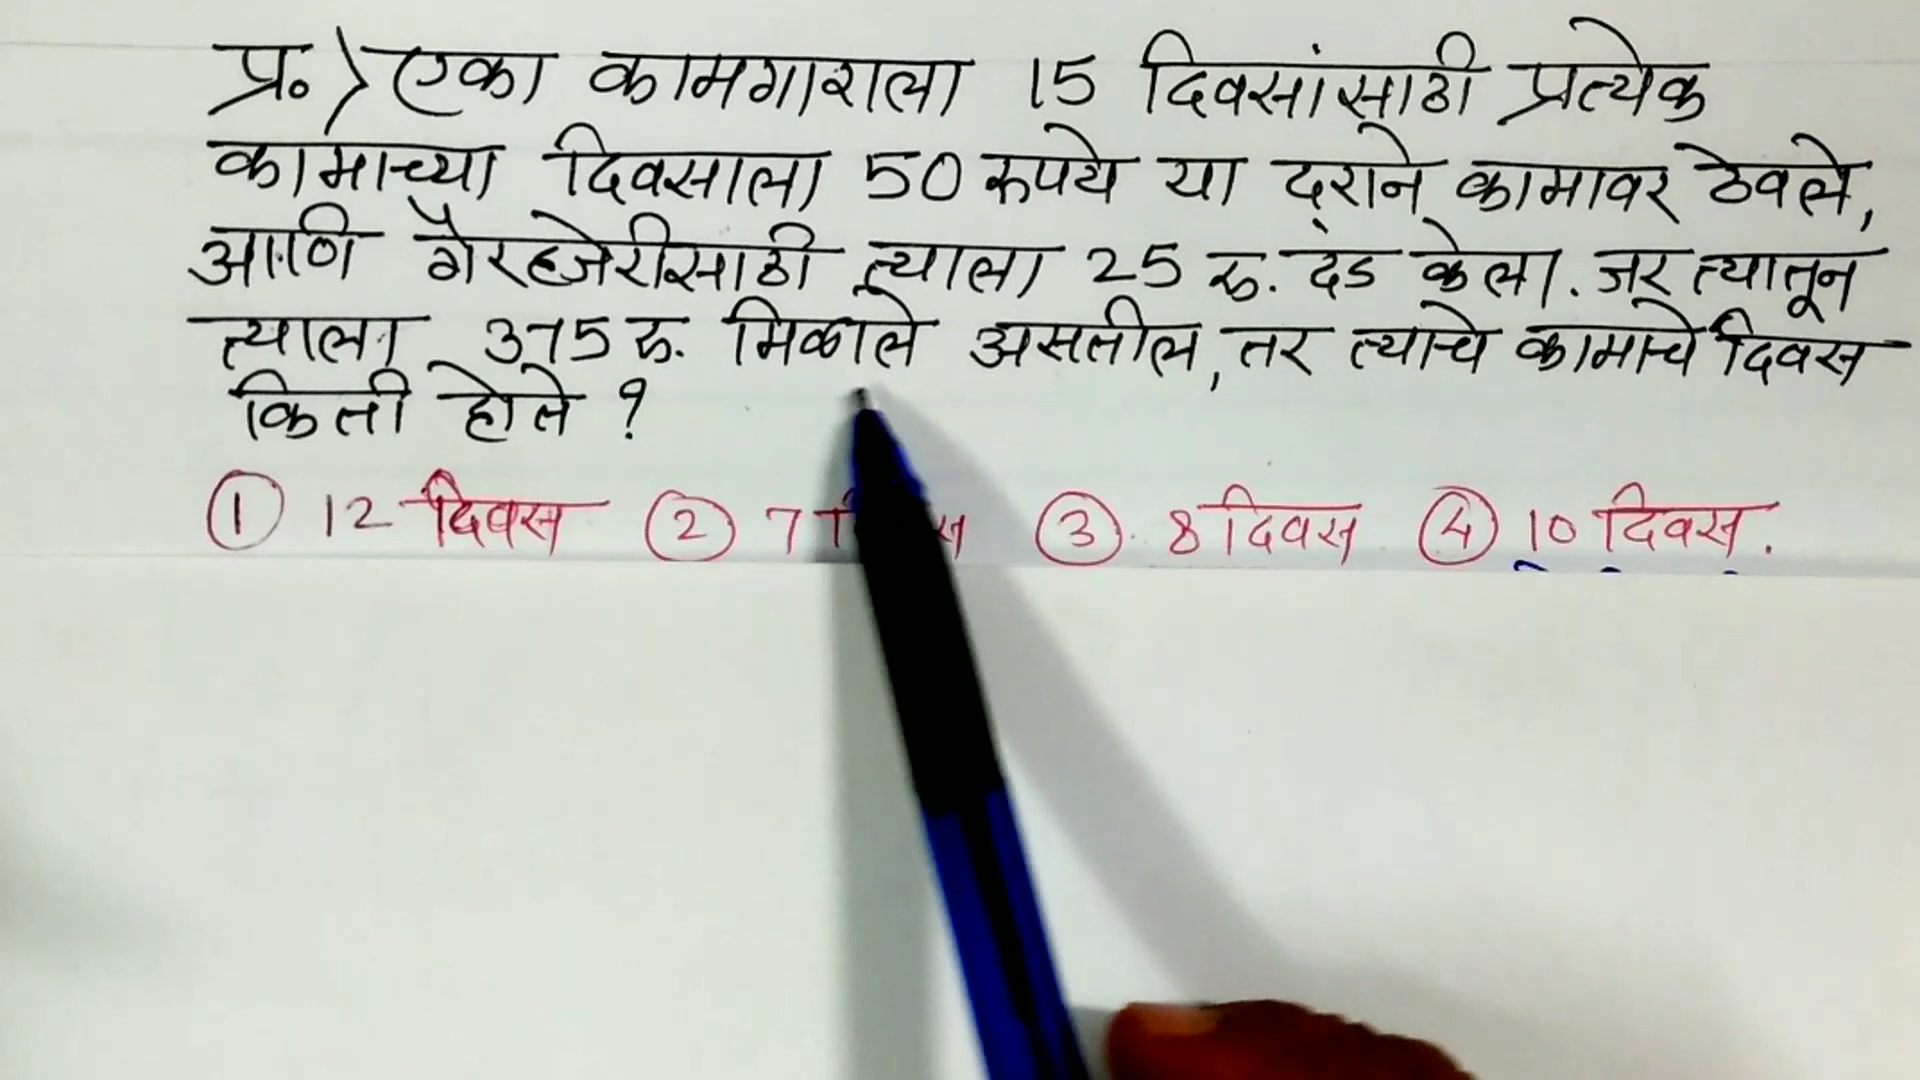 प्र.) एका कामगाराला 15 दिवसांसाठी प्रत्येक
कामाच्या दिवसाला 50 रुपये या दराने कामावर ठेवले,
आणि गैरहजेरीसाठी त्याला 25 रु. दंड केला. जर त्यातून
त्याला 375 रु. मिळाले असतील, तर त्याचे कामाचे दिवस
किती होते ?
① 12 दिवस ② 7 ③ 8 दिवस ④ 10 दिवस.